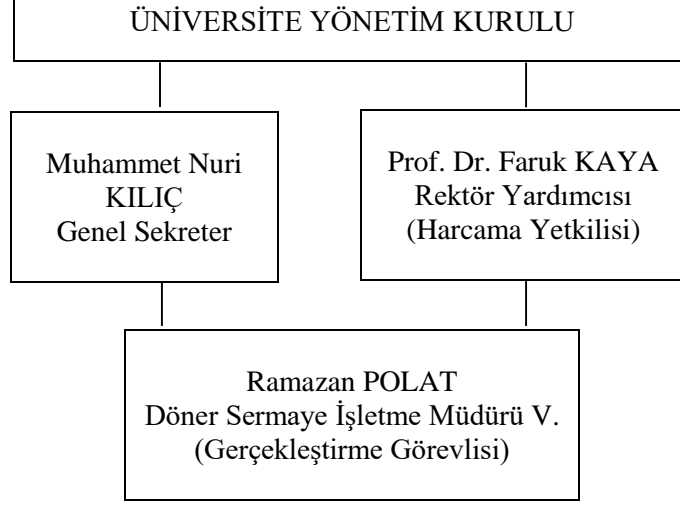 ÜNİVERSİTE YÖNETİM KURULU
Muhammet Nuri
KILIÇ
Genel Sekreter
Prof. Dr. Faruk KAYA
Rektör Yardımcısı
(Harcama Yetkilisi)
Ramazan POLAT
Döner Sermaye İşletme Müdürü V.
(Gerçekleştirme Görevlisi)